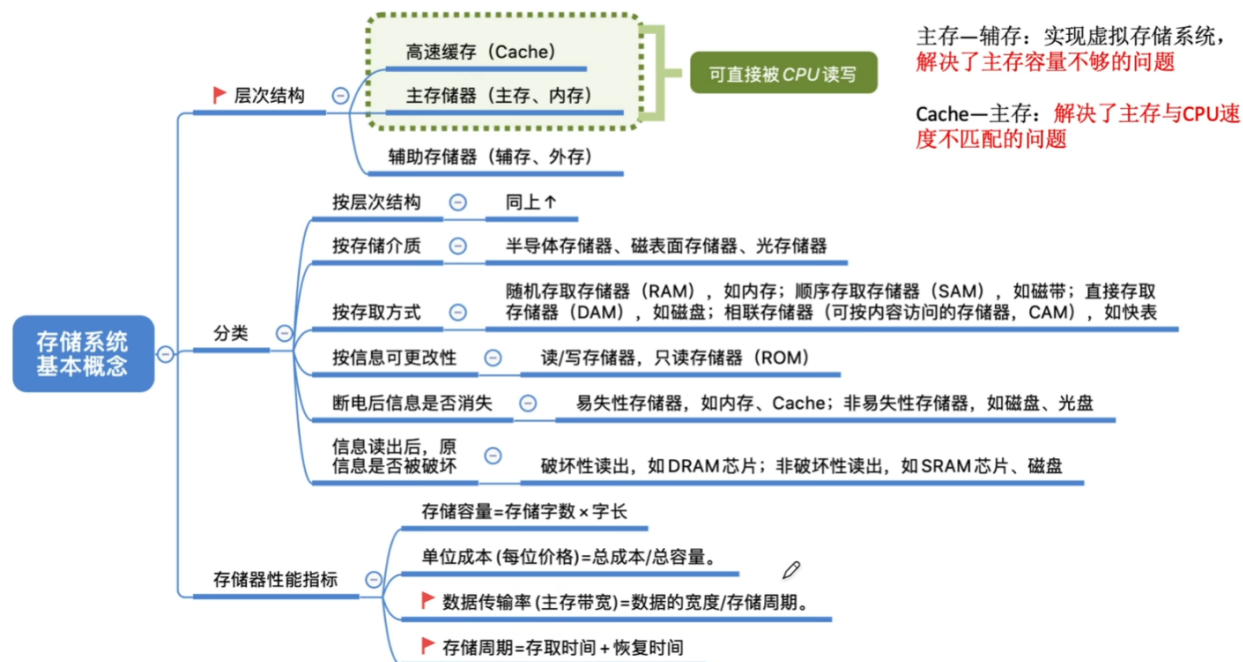 高速缓存（Cache）
主存储器（主存、内存）
辅助存储器（辅存、外存）
可直接被CPU读写
主存—辅存：实现虚拟存储系统，
解决了主存容量不够的问题
Cache—主存：解决了主存与CPU速
度不匹配的问题
层次结构
按层次结构
同上↑
按存储介质
半导体存储器、磁表面存储器、光存储器
按存取方式
随机存取存储器（RAM），如内存；顺序存取存储器（SAM），如磁带；直接存取
存储器（DAM），如磁盘；相联存储器（可按内容访问的存储器，CAM），如快表
分类
存储系统
基本概念
按信息可更改性
读/写存储器，只读存储器（ROM）
断电后信息是否消失
易失性存储器，如内存、Cache；非易失性存储器，如磁盘、光盘
信息读出后，原
信息是否被破坏
破坏性读出，如DRAM芯片；非破坏性读出，如SRAM芯片、磁盘
存储器性能指标
存储容量=存储字数×字长
单位成本(每位价格)=总成本/总容量。
数据传输率(主存带宽)=数据的宽度/存储周期。
存储周期=存取时间+恢复时间